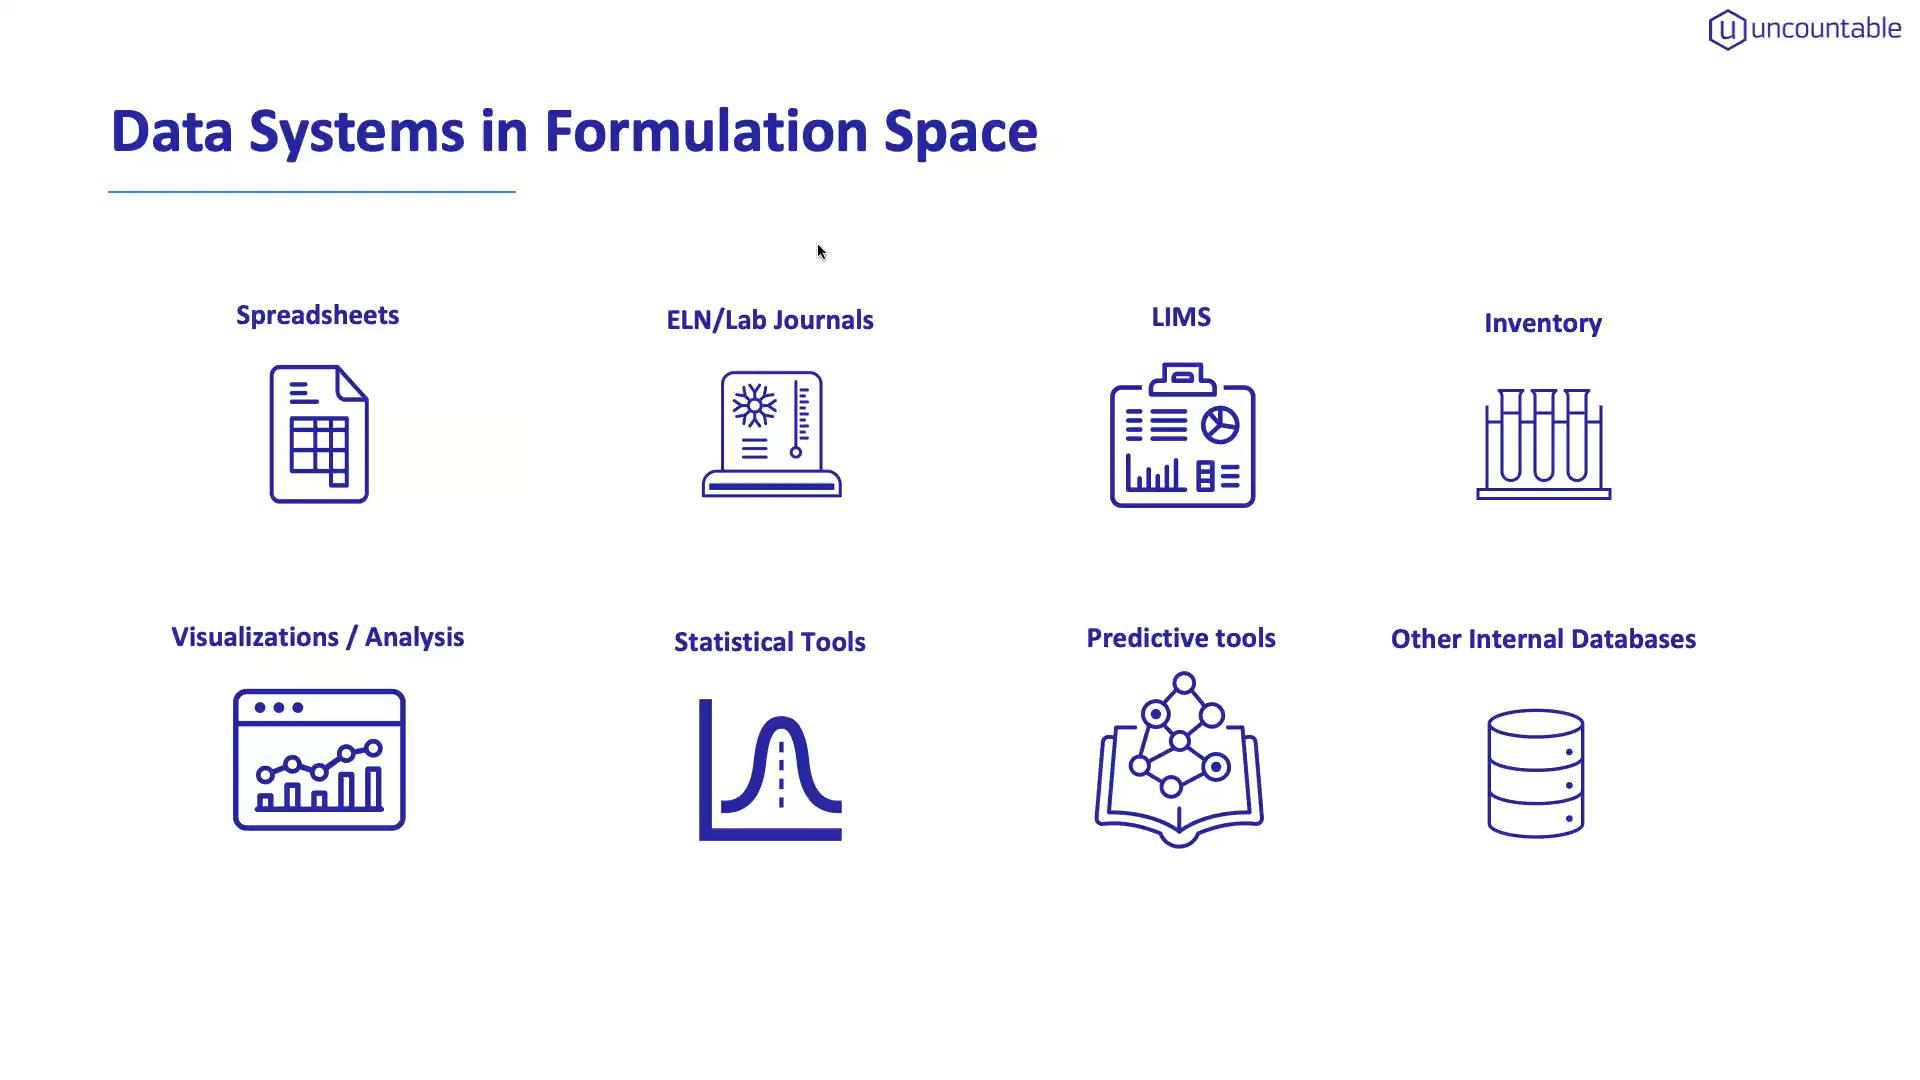 uncountable
Data Systems in Formulation Space
Spreadsheets
ELN/Lab Journals
LIMS
Inventory
Visualizations / Analysis
Statistical Tools
Predictive tools
Other Internal Databases